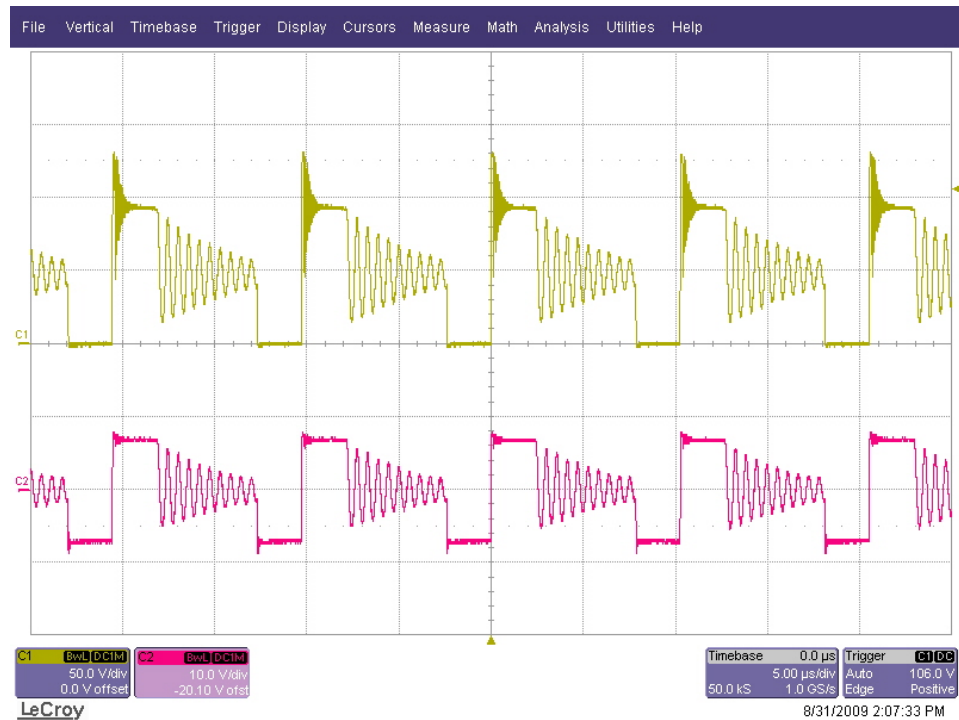 File Vertical Timebase Trigger Display Cursors Measure Math Analysis Utilities Help
C1
C2
C1 BwL DC1M
50.0 V/div
0.0 V offset
C2 BwL DC1M
10.0 V/div
-20.10 V ofst
Timebase 0.0 µs
5.00 µs/div
50.0 kS 1.0 GS/s
Trigger C1 DC
Auto 106.0 V
Edge Positive
LeCroy
8/31/2009 2:07:33 PM